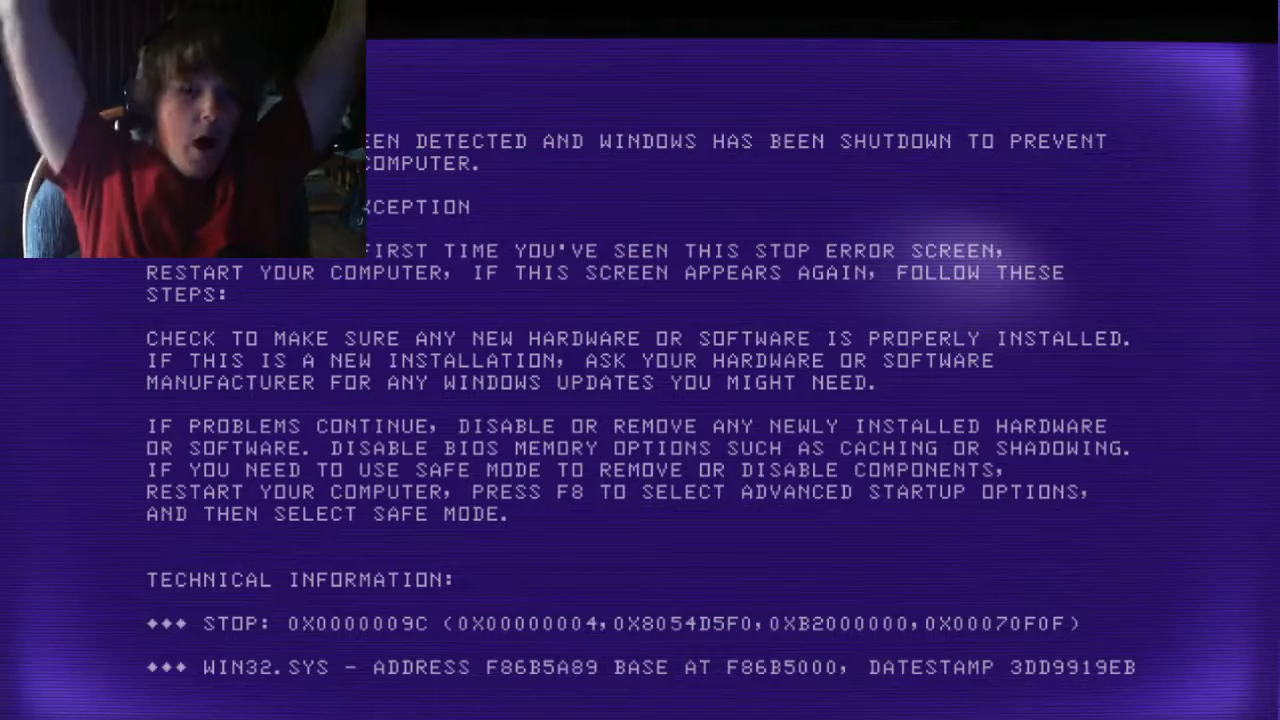 EEN DETECTED AND WINDOWS HAS BEEN SHUTDOWN TO PREVENT
COMPUTER.
XCEPTION
FIRST TIME YOU'VE SEEN THIS STOP ERROR SCREEN,
RESTART YOUR COMPUTER, IF THIS SCREEN APPEARS AGAIN, FOLLOW THESE
STEPS:
CHECK TO MAKE SURE ANY NEW HARDWARE OR SOFTWARE IS PROPERLY INSTALLED.
IF THIS IS A NEW INSTALLATION, ASK YOUR HARDWARE OR SOFTWARE
MANUFACTURER FOR ANY WINDOWS UPDATES YOU MIGHT NEED.
IF PROBLEMS CONTINUE, DISABLE OR REMOVE ANY NEWLY INSTALLED HARDWARE
OR SOFTWARE. DISABLE BIOS MEMORY OPTIONS SUCH AS CACHING OR SHADOWING.
IF YOU NEED TO USE SAFE MODE TO REMOVE OR DISABLE COMPONENTS,
RESTART YOUR COMPUTER, PRESS F8 TO SELECT ADVANCED STARTUP OPTIONS,
AND THEN SELECT SAFE MODE.
TECHNICAL INFORMATION:
◆◆◆ STOP: 0X0000009C (0X00000004,0X8054D5F0,0XB2000000,0X00070F0F)
◆◆◆ WIN32.SYS - ADDRESS F86B5A89 BASE AT F86B5000, DATESTAMP 3DD9919EB